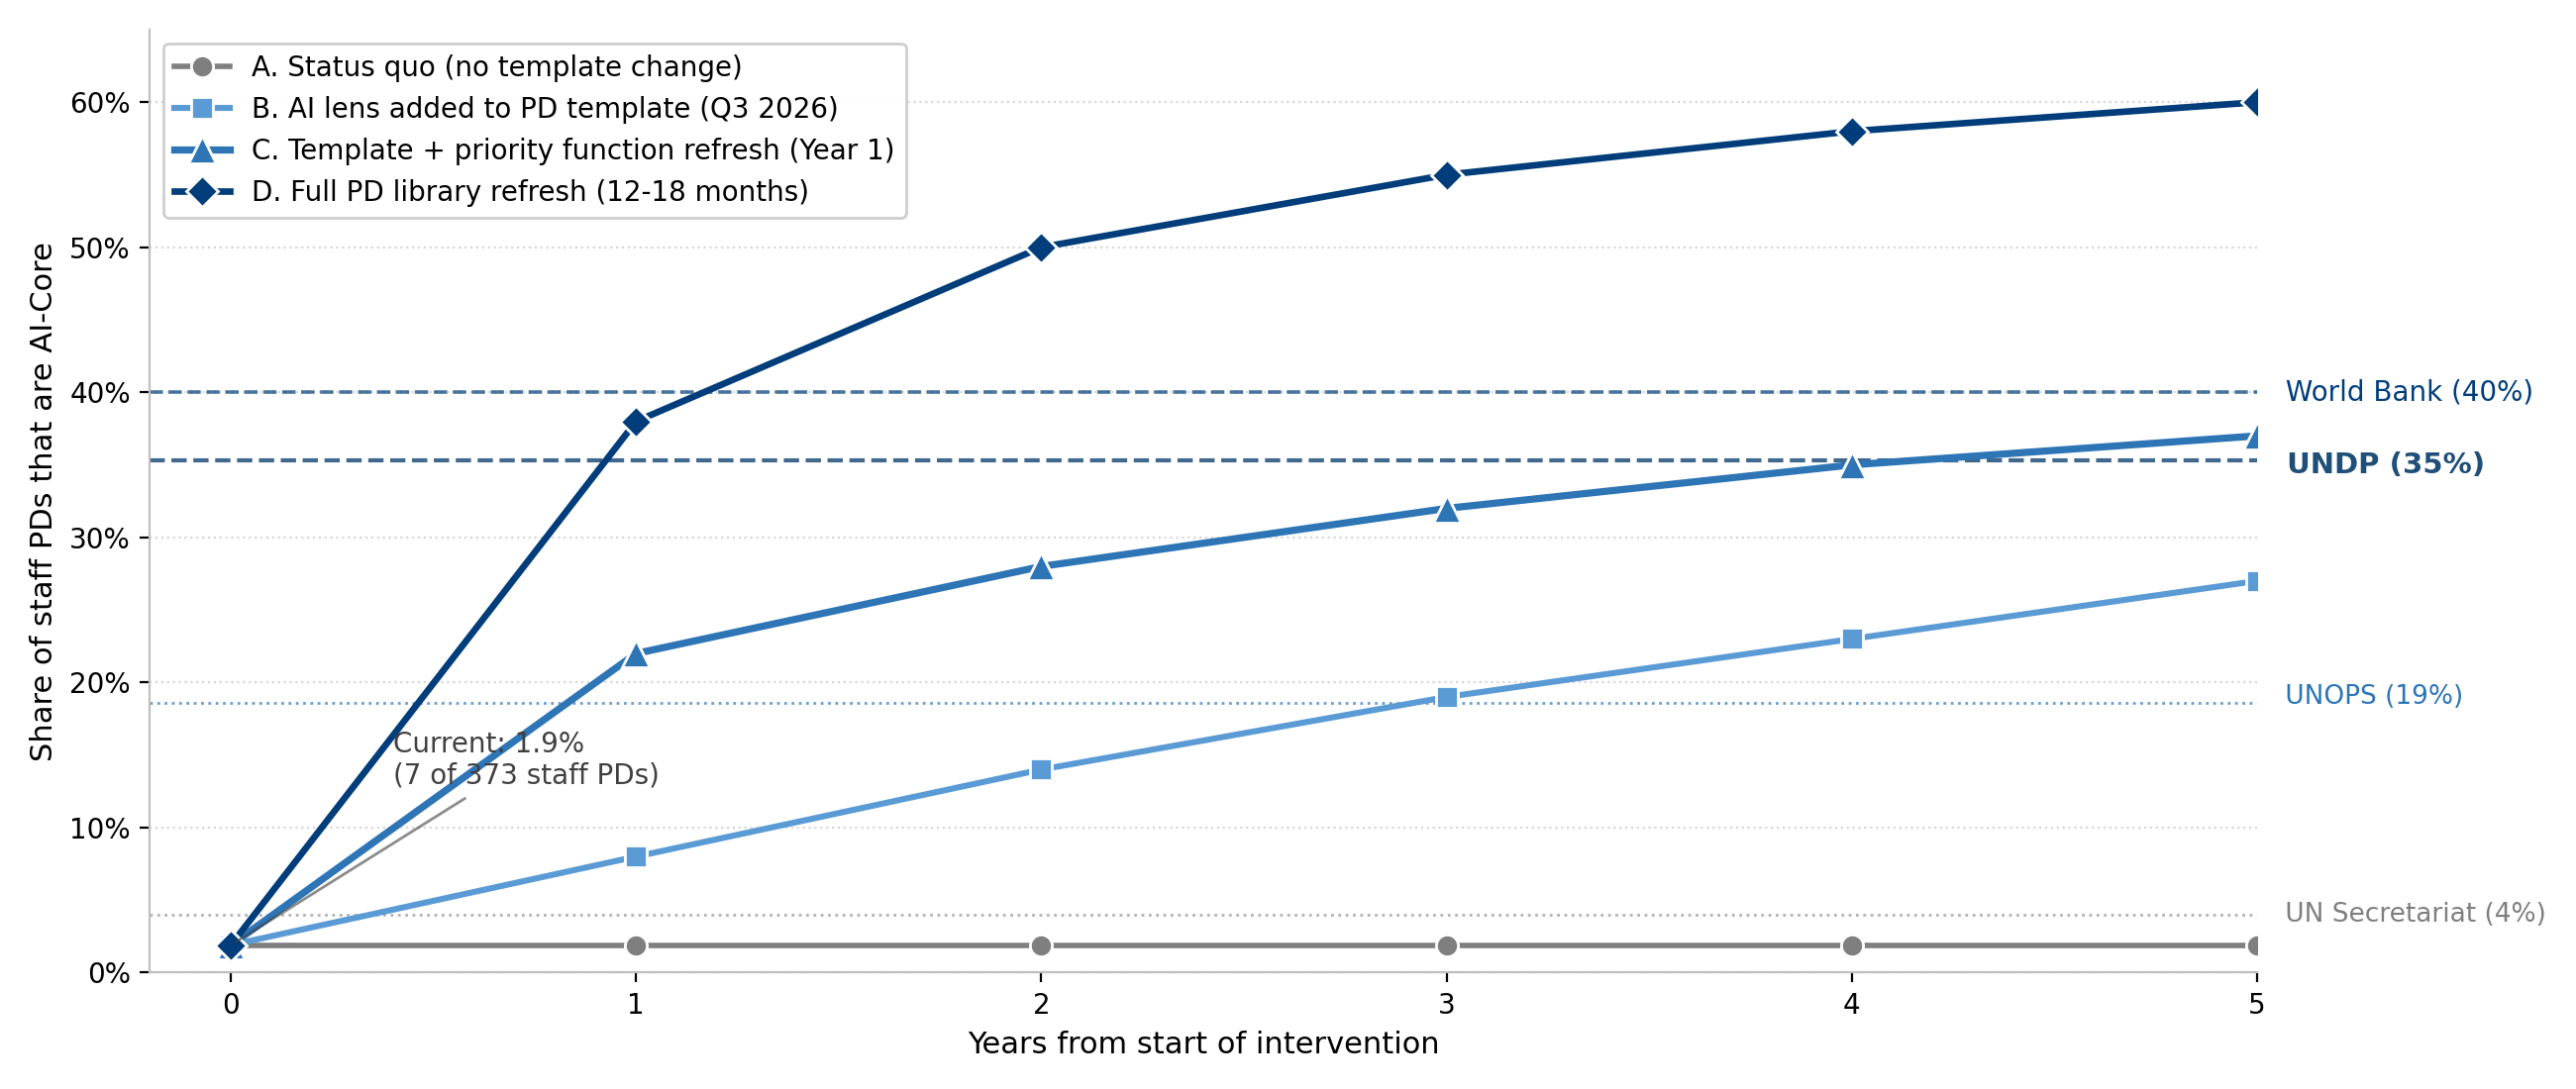 A. Status quo (no template change)
B. AI lens added to PD template (Q3 2026)
C. Template + priority function refresh (Year 1)
D. Full PD library refresh (12-18 months)
Share of staff PDs that are AI-Core
60%
50%
40%
30%
20%
10%
0%
World Bank (40%)
UNDP (35%)
UNOPS (19%)
UN Secretariat (4%)
Current: 1.9%
(7 of 373 staff PDs)
0 1 2 3 4 5
Years from start of intervention